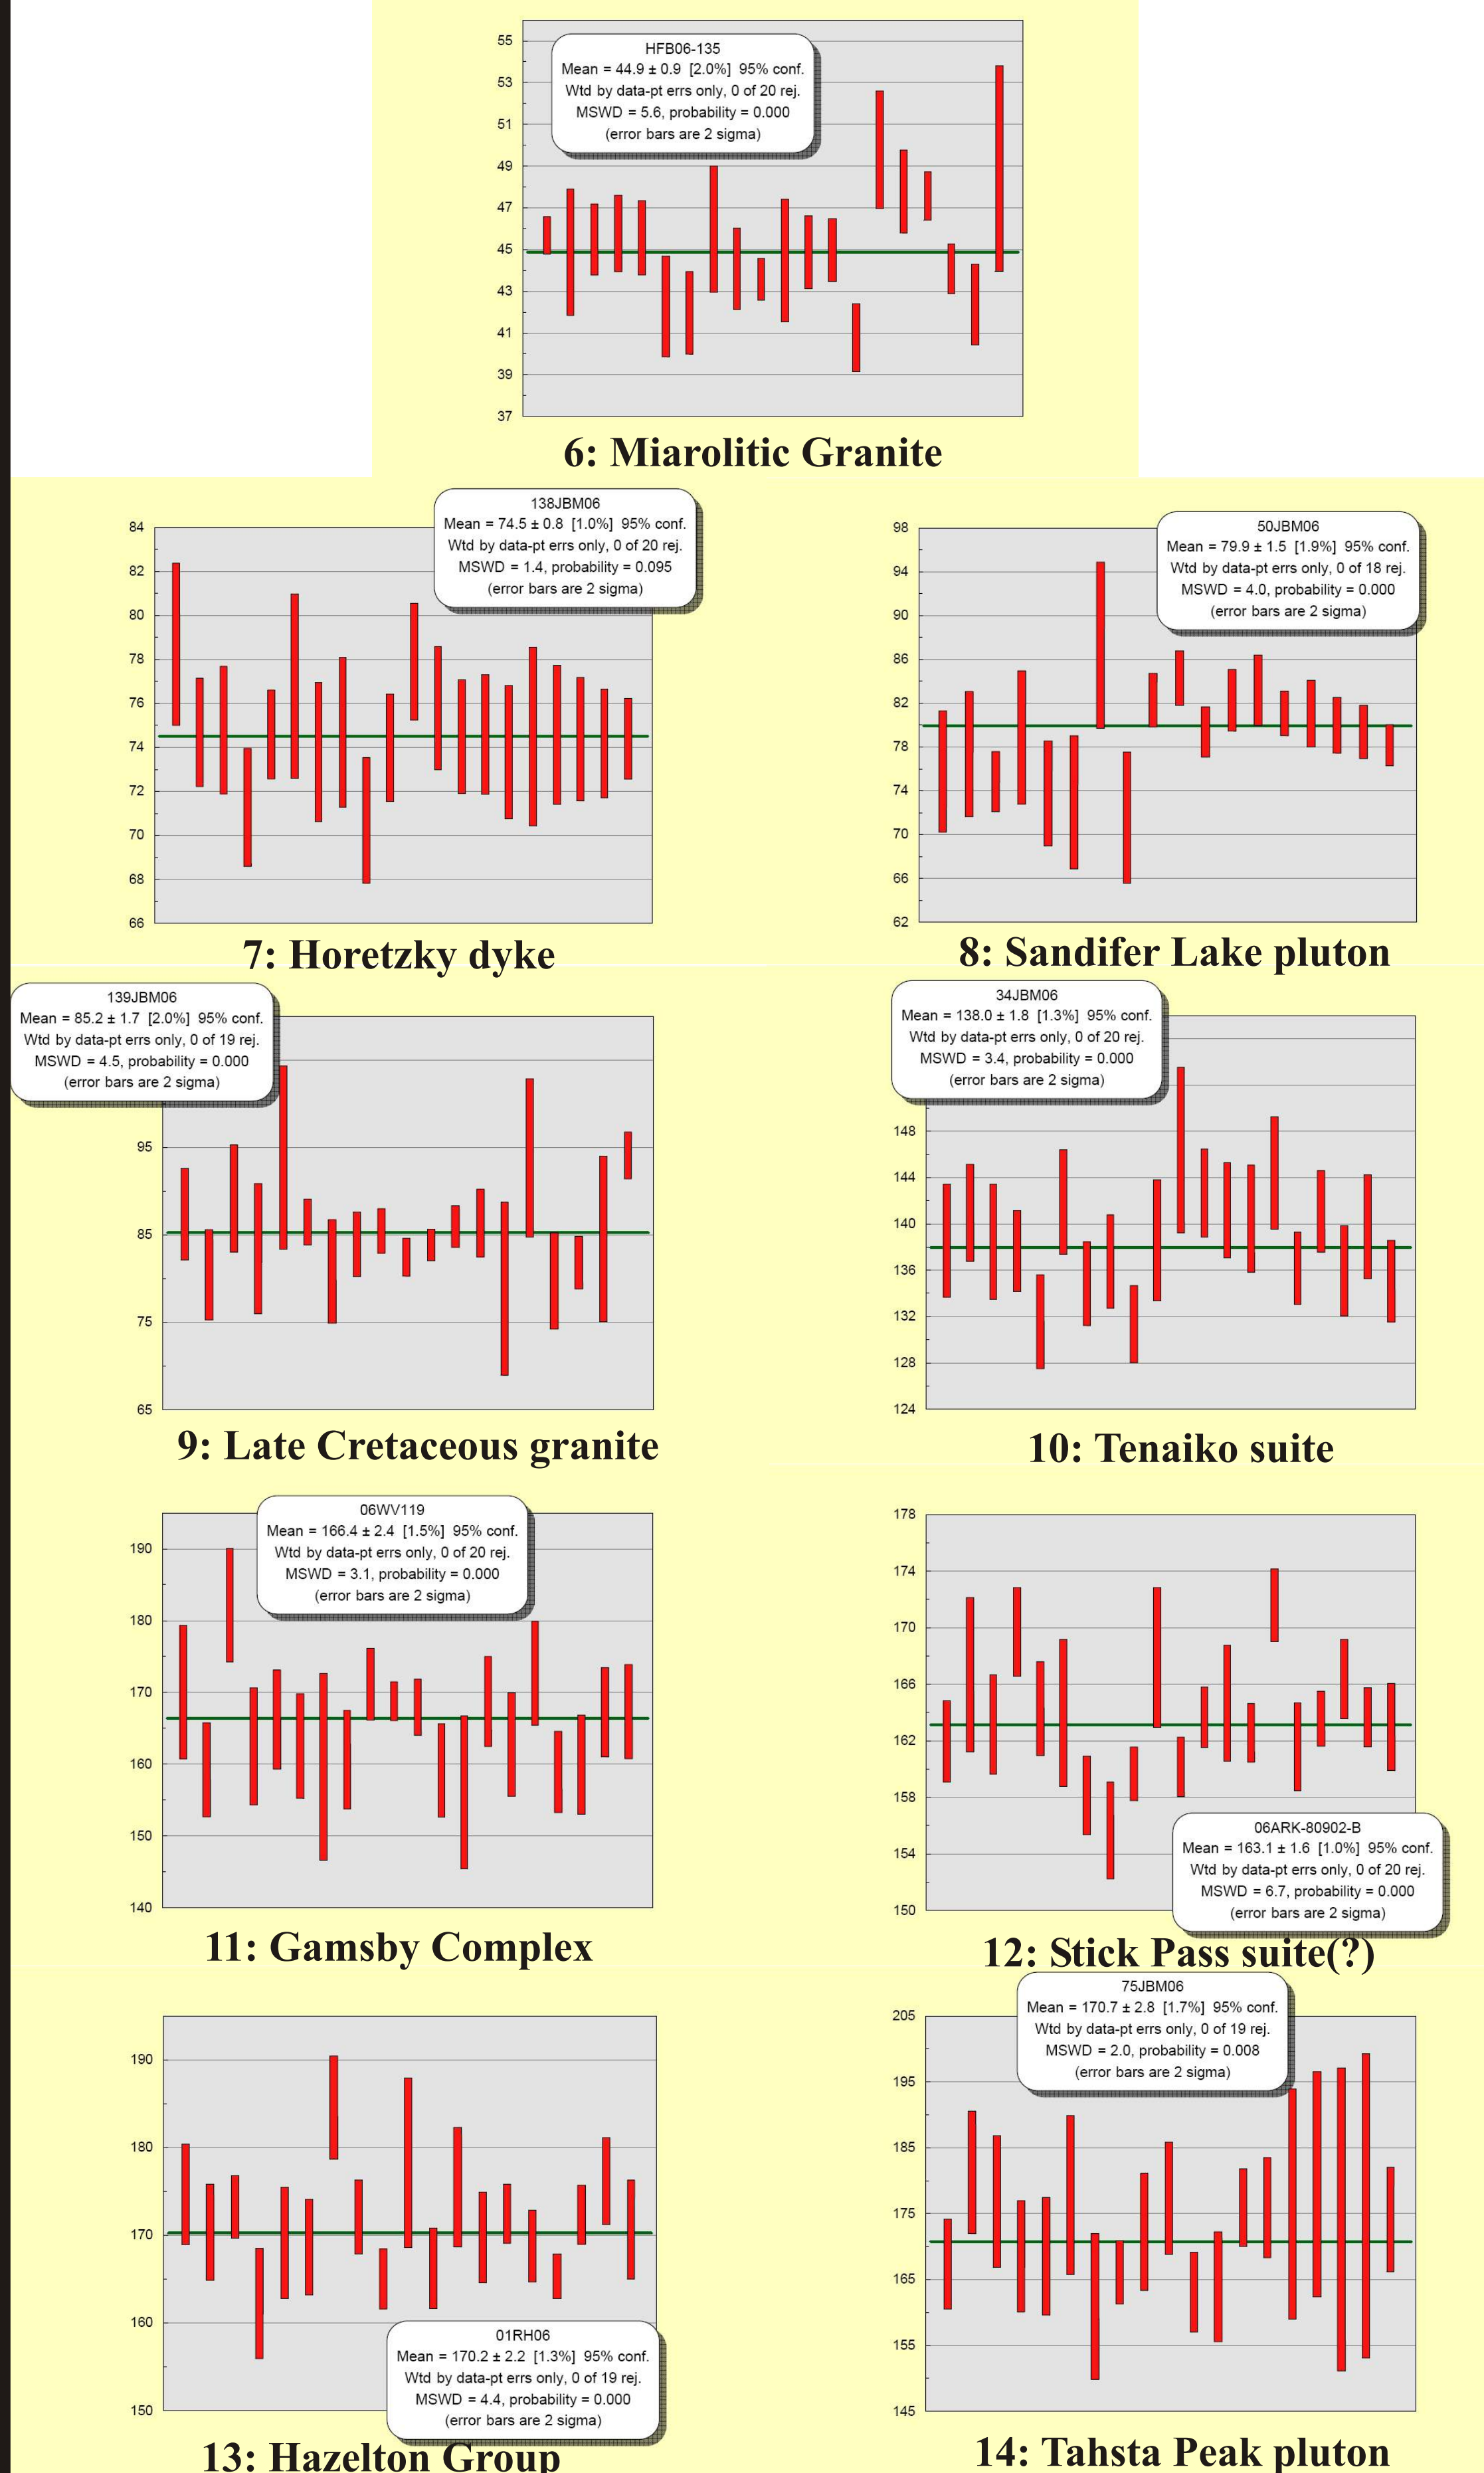 55
53
51
49
47
45
43
41
39
37
HFB06-135
Mean = 44.9 ± 0.9 [2.0%] 95% conf.
Wtd by data-pt errs only, 0 of 20 rej.
MSWD = 5.6, probability = 0.000
(error bars are 2 sigma)
6: Miarolitic Granite
84
82
80
78
76
74
72
70
68
66
138JBM06
Mean = 74.5 ± 0.8 [1.0%] 95% conf.
Wtd by data-pt errs only, 0 of 20 rej.
MSWD = 1.4, probability = 0.095
(error bars are 2 sigma)
7: Horetzky dyke
98
94
90
86
82
78
74
70
66
62
50JBM06
Mean = 79.9 ± 1.5 [1.9%] 95% conf.
Wtd by data-pt errs only, 0 of 18 rej.
MSWD = 4.0, probability = 0.000
(error bars are 2 sigma)
8: Sandifer Lake pluton
139JBM06
Mean = 85.2 ± 1.7 [2.0%] 95% conf.
Wtd by data-pt errs only, 0 of 19 rej.
MSWD = 4.5, probability = 0.000
(error bars are 2 sigma)
95
85
75
65
9: Late Cretaceous granite
34JBM06
Mean = 138.0 ± 1.8 [1.3%] 95% conf.
Wtd by data-pt errs only, 0 of 20 rej.
MSWD = 3.4, probability = 0.000
(error bars are 2 sigma)
148
144
140
136
132
128
124
10: Tenaiko suite
06WV119
Mean = 166.4 ± 2.4 [1.5%] 95% conf.
Wtd by data-pt errs only, 0 of 20 rej.
MSWD = 3.1, probability = 0.000
(error bars are 2 sigma)
190
180
170
160
150
140
11: Gamsby Complex
178
174
170
166
162
158
154
150
06ARK-80902-B
Mean = 163.1 ± 1.6 [1.0%] 95% conf.
Wtd by data-pt errs only, 0 of 20 rej.
MSWD = 6.7, probability = 0.000
(error bars are 2 sigma)
12: Stick Pass suite(?)
190
180
170
160
150
01RH06
Mean = 170.2 ± 2.2 [1.3%] 95% conf.
Wtd by data-pt errs only, 0 of 19 rej.
MSWD = 4.4, probability = 0.000
(error bars are 2 sigma)
13: Hazelton Group
75JBM06
Mean = 170.7 ± 2.8 [1.7%] 95% conf.
Wtd by data-pt errs only, 0 of 19 rej.
MSWD = 2.0, probability = 0.008
(error bars are 2 sigma)
205
195
185
175
165
155
145
14: Tahsta Peak pluton